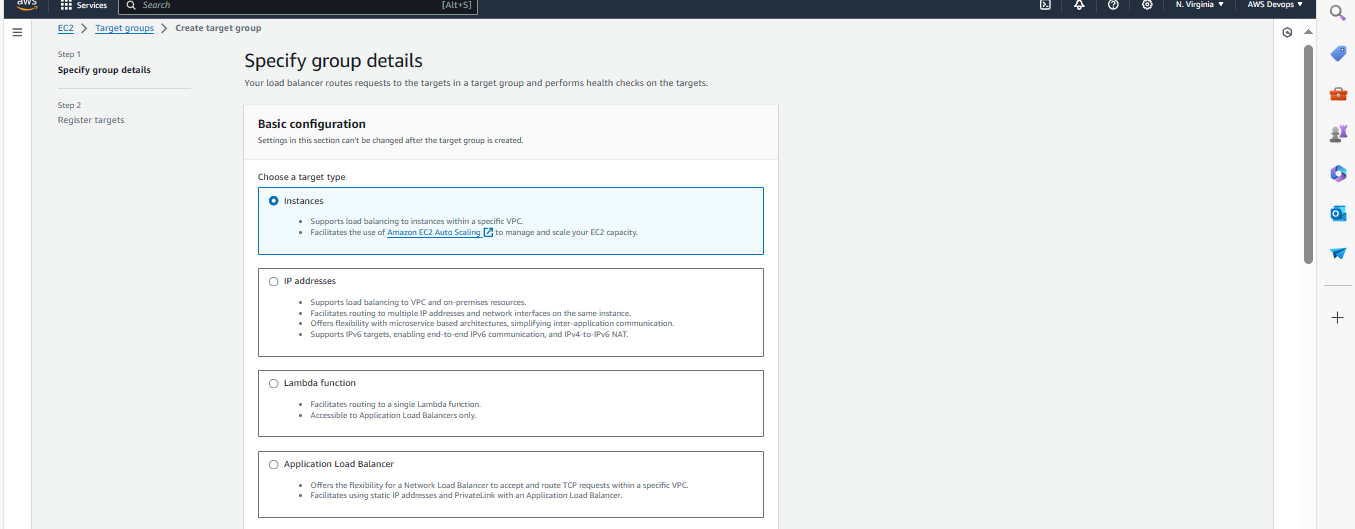 aws
Services
Search
[Alt+S]
N. Virginia
AWS Devops
EC2
Target groups
Create target group
Step 1
Specify group details
Step 2
Register targets
Specify group details
Your load balancer routes requests to the targets in a target group and performs health checks on the targets.
Basic configuration
Settings in this section can't be changed after the target group is created.
Choose a target type
Instances
Supports load balancing to instances within a specific VPC.
Facilitates the use of Amazon EC2 Auto Scaling to manage and scale your EC2 capacity.
IP addresses
Supports load balancing to VPC and on-premises resources.
Facilitates routing to multiple IP addresses and network interfaces on the same instance.
Offers flexibility with microservice based architectures, simplifying inter-application communication.
Supports IPv6 targets, enabling end-to-end IPv6 communication, and IPv4-to-IPv6 NAT.
Lambda function
Facilitates routing to a single Lambda function.
Accessible to Application Load Balancers only.
Application Load Balancer
Offers the flexibility for a Network Load Balancer to accept and route TCP requests within a specific VPC.
Facilitates using static IP addresses and PrivateLink with an Application Load Balancer.